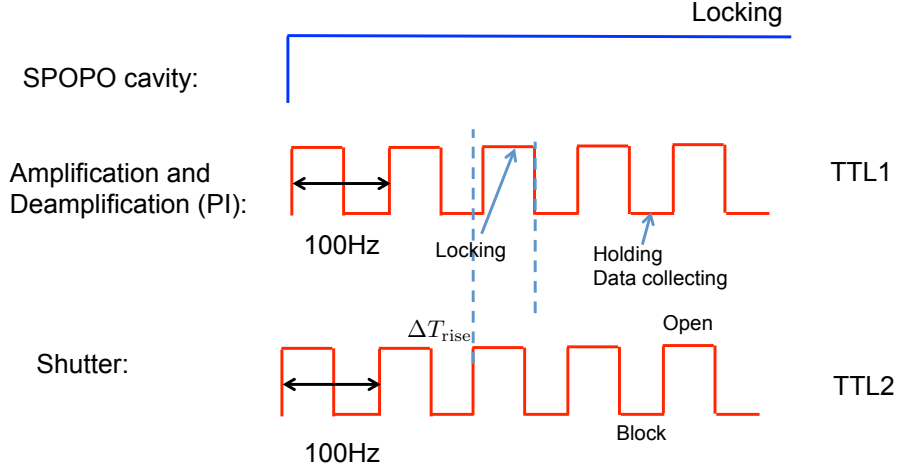 Locking
SPOPO cavity:
Amplification and
Deamplification (PI):
TTL1
100Hz
Locking
Holding
Data collecting
ΔT_rise
Open
Shutter:
TTL2
Block
100Hz